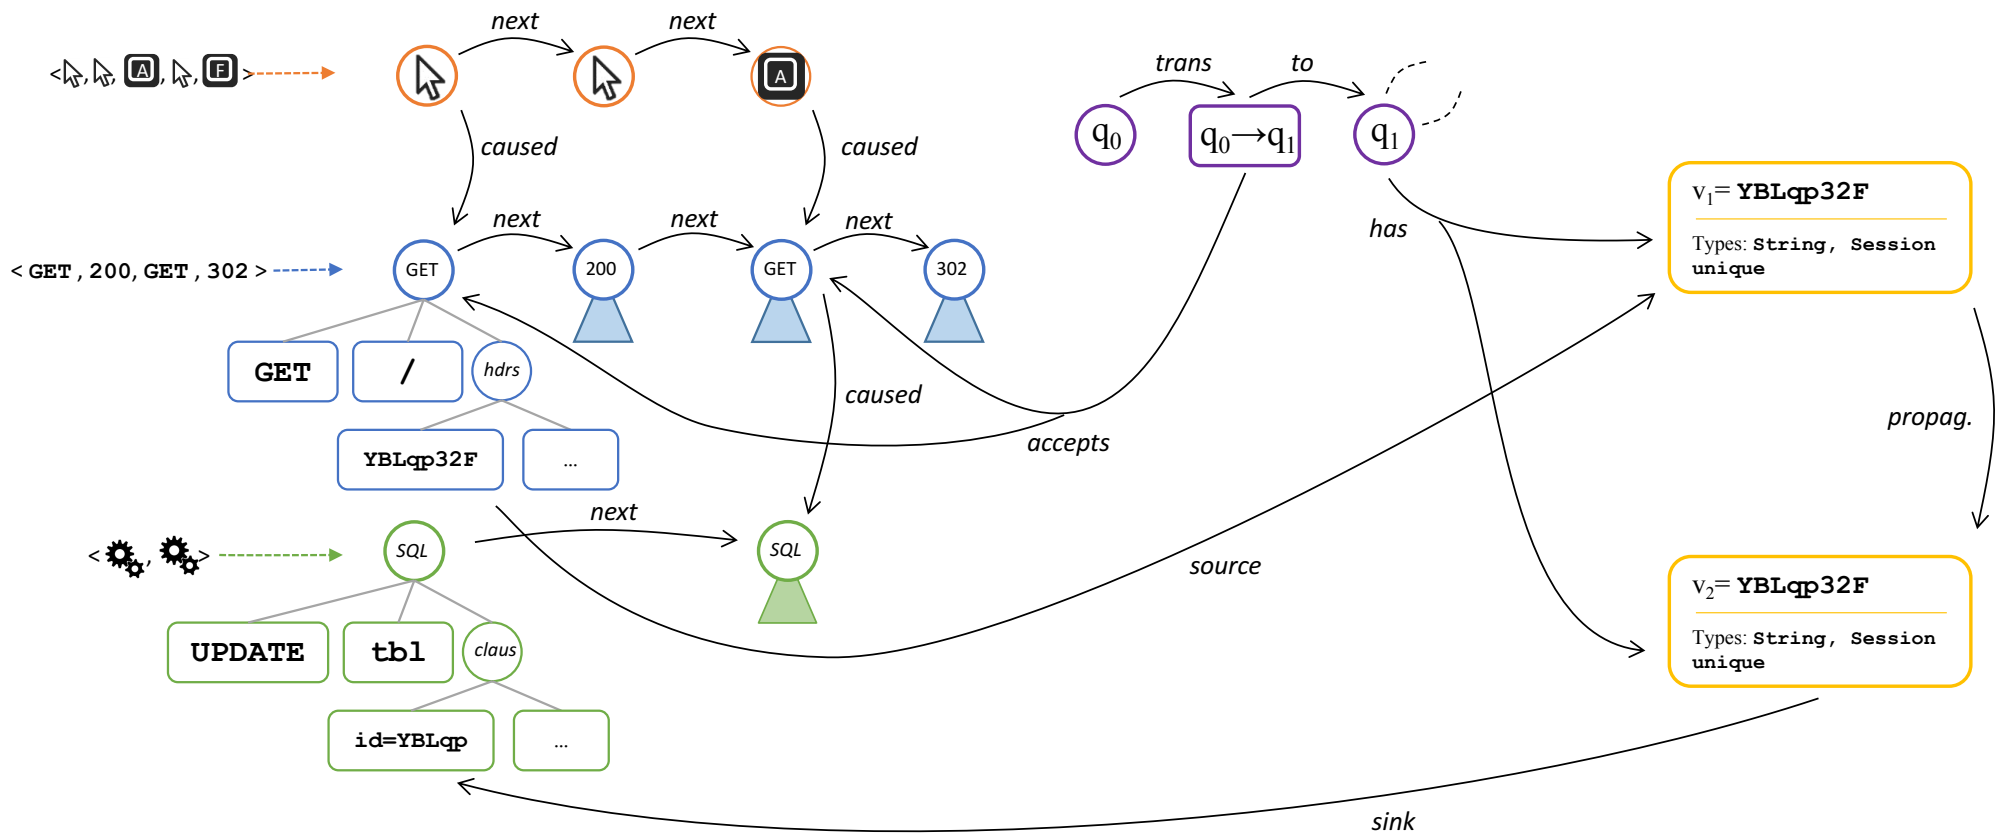 next
next
< , , A , , F >
A
trans
to
q0
q0→q1
q1
caused
caused
v1= YBLqp32F
Types: String, Session
unique
next
next
next
has
< GET , 200, GET , 302 >
GET
200
GET
302
GET
/
hdrs
caused
accepts
propag.
YBLqp32F
...
next
< , >
SQL
SQL
source
v2= YBLqp32F
Types: String, Session
unique
UPDATE
tbl
claus
id=YBLqp
...
sink